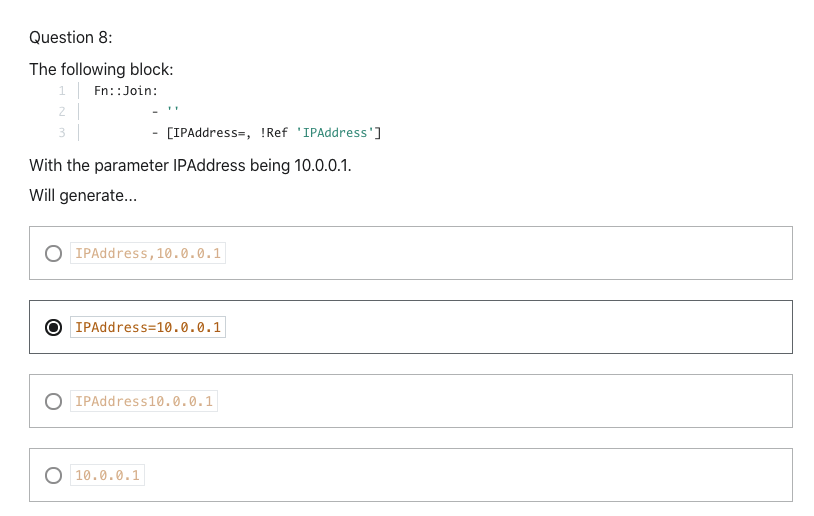 Question 8:
The following block:
1 Fn::Join:
2 - ''
3 - [IPAddress=, !Ref 'IPAddress']
With the parameter IPAddress being 10.0.0.1.
Will generate...
IPAddress,10.0.0.1
IPAddress=10.0.0.1
IPAddress10.0.0.1
10.0.0.1